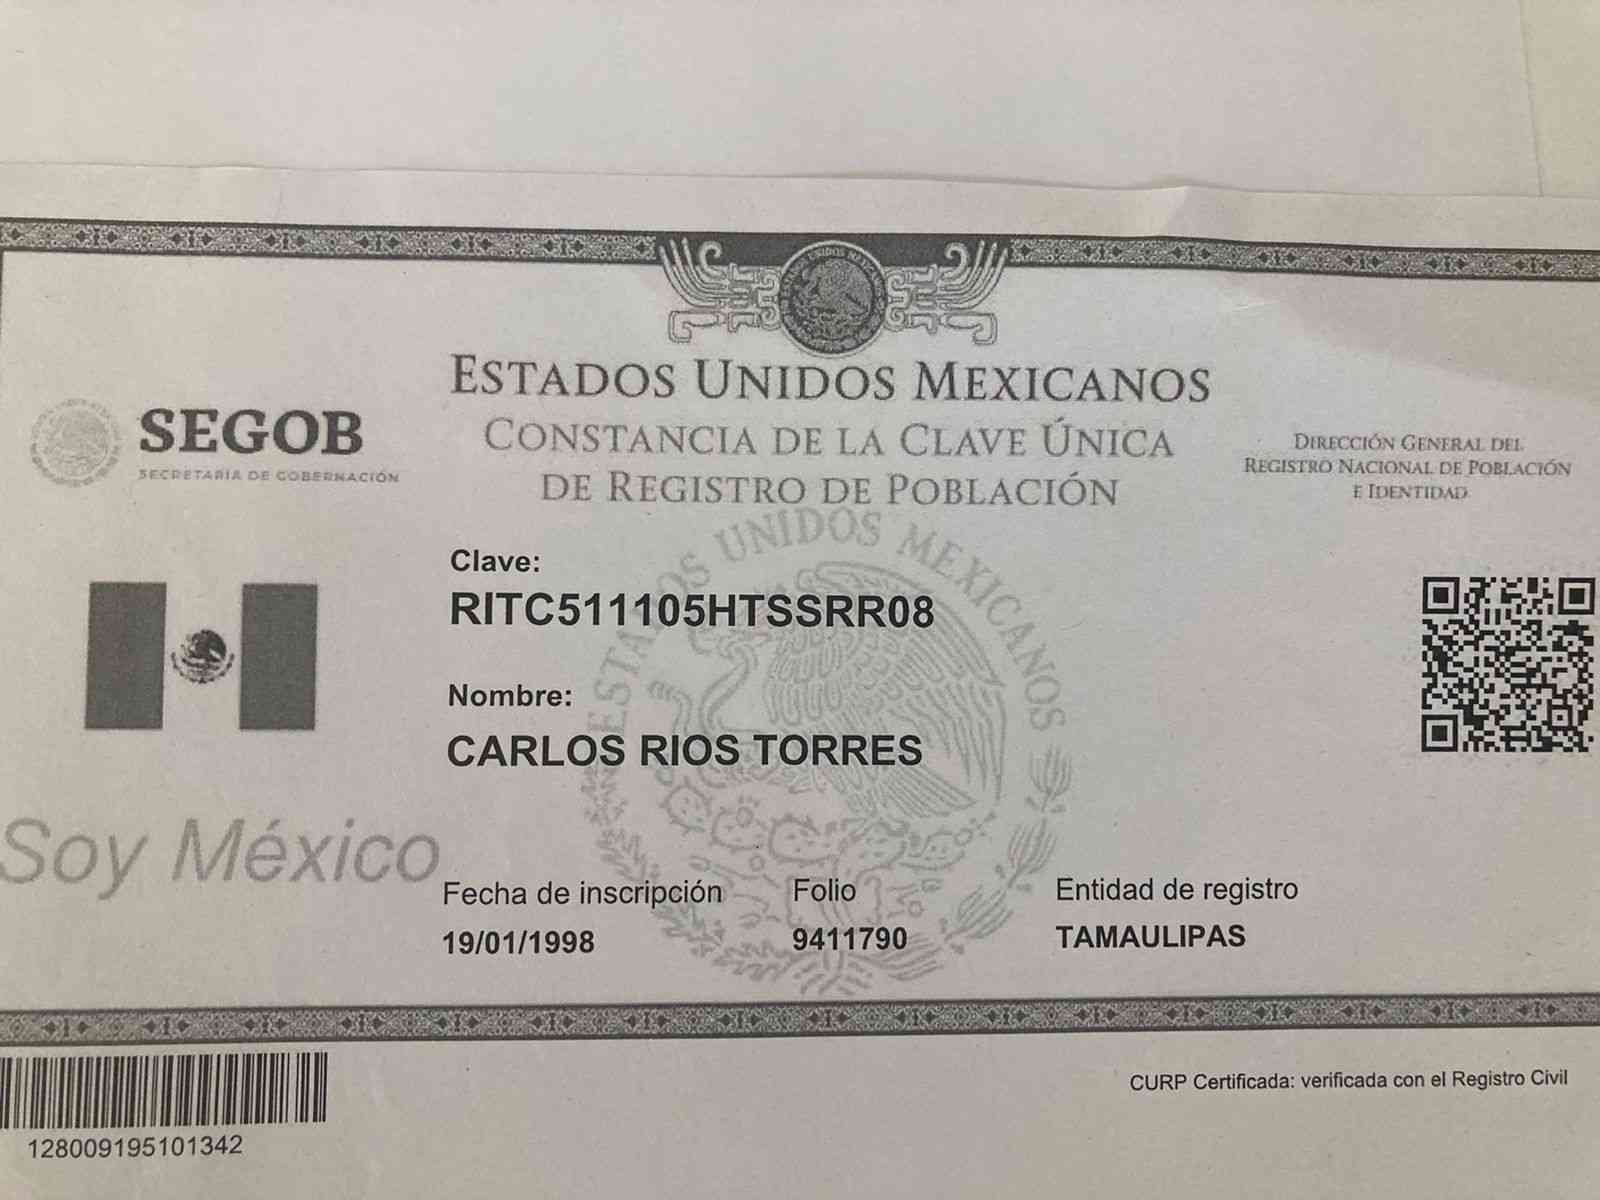 ESTADOS UNIDOS MEXICANOS
CONSTANCIA DE LA CLAVE ÚNICA
DE REGISTRO DE POBLACIÓN
SEGOB
SECRETARÍA DE GOBERNACIÓN
DIRECCIÓN GENERAL DEL
REGISTRO NACIONAL DE POBLACIÓN
E IDENTIDAD
ESTADOS UNIDOS MEXICANOS
Clave:
RITC511105HTSSRR08
Nombre:
CARLOS RIOS TORRES
Soy México
Fecha de inscripción Folio Entidad de registro
19/01/1998 9411790 TAMAULIPAS
CURP Certificada: verificada con el Registro Civil
128009195101342